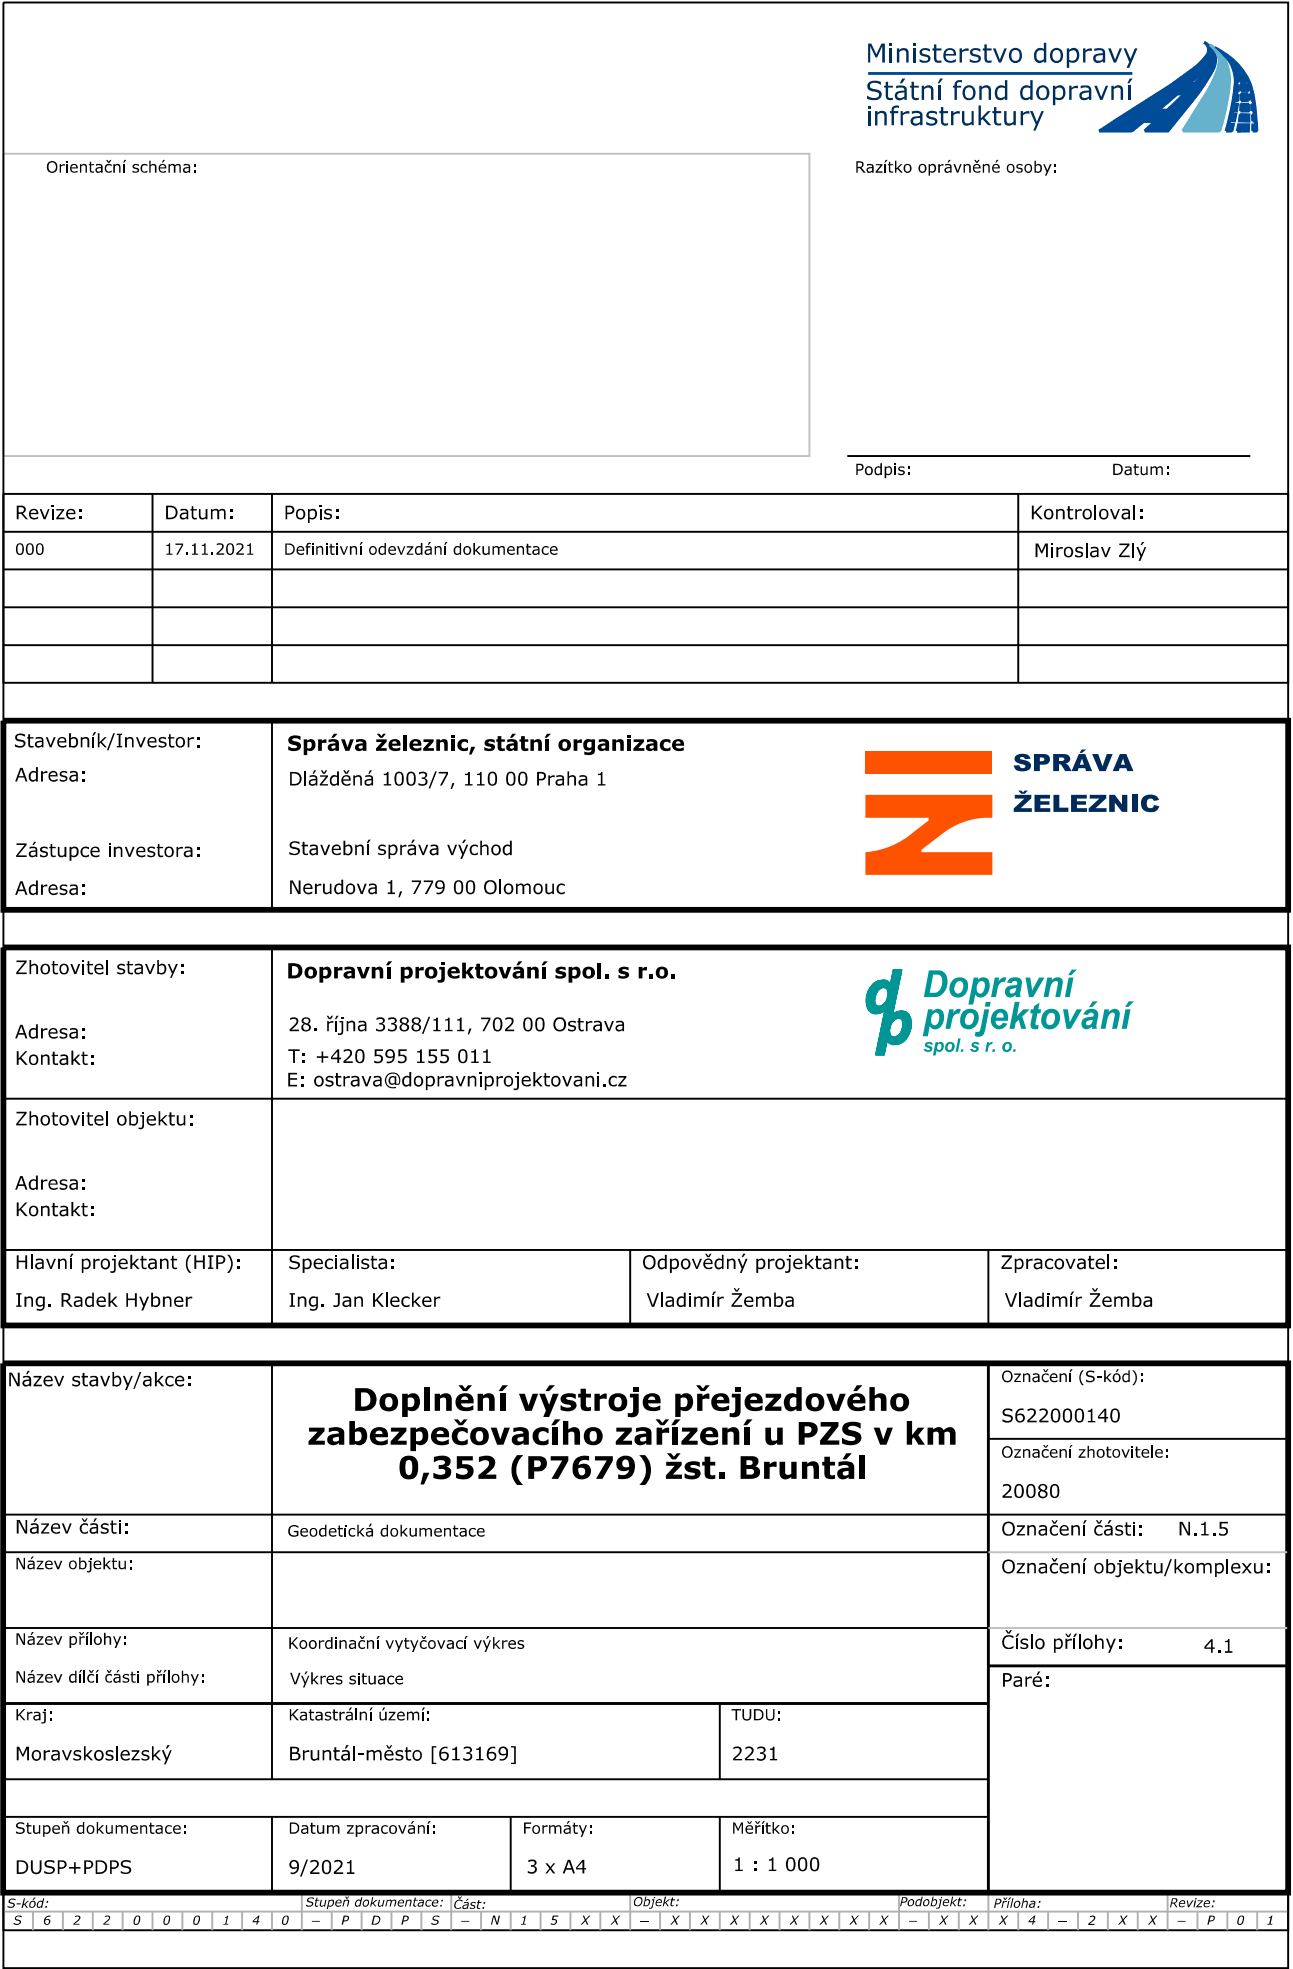 Ministerstvo dopravy
Státní fond dopravní
infrastruktury
Orientační schéma:
Razítko oprávněné osoby:
Podpis: Datum:
Revize: Datum: Popis: Kontroloval:
000 17.11.2021 Definitivní odevzdání dokumentace Miroslav Zlý
Stavebník/Investor: Správa železnic, státní organizace
Adresa: Dlážděná 1003/7, 110 00 Praha 1
SPRÁVA
ŽELEZNIC
Zástupce investora: Stavební správa východ
Adresa: Nerudova 1, 779 00 Olomouc
Zhotovitel stavby: Dopravní projektování spol. s r.o.
Adresa: 28. října 3388/111, 702 00 Ostrava
Kontakt: T: +420 595 155 011
E: ostrava@dopravniprojektovani.cz
dp Dopravní
projektování
spol. s r. o.
Zhotovitel objektu:
Adresa:
Kontakt:
Hlavní projektant (HIP): Specialista: Odpovědný projektant: Zpracovatel:
Ing. Radek Hybner Ing. Jan Klecker Vladimír Žemba Vladimír Žemba
Název stavby/akce:
Doplnění výstroje přejezdového
zabezpečovacího zařízení u PZS v km
0,352 (P7679) žst. Bruntál
Označení (S-kód):
S622000140
Označení zhotovitele:
20080
Název části: Geodetická dokumentace Označení části: N.1.5
Název objektu: Označení objektu/komplexu:
Název přílohy: Koordinační vytyčovací výkres Číslo přílohy: 4.1
Název dílčí části přílohy: Výkres situace Paré:
Kraj: Katastrální území: TUDU:
Moravskoslezský Bruntál-město [613169] 2231
Stupeň dokumentace: Datum zpracování: Formáty: Měřítko:
DUSP+PDPS 9/2021 3 x A4 1 : 1 000
S-kód: Stupeň dokumentace: Část: Objekt: Podobjekt: Příloha: Revize:
S 6 2 2 0 0 0 1 4 0 – P D P S – N 1 5 X X – X X X X X X X X – X X X 4 – 2 X X – P 0 1